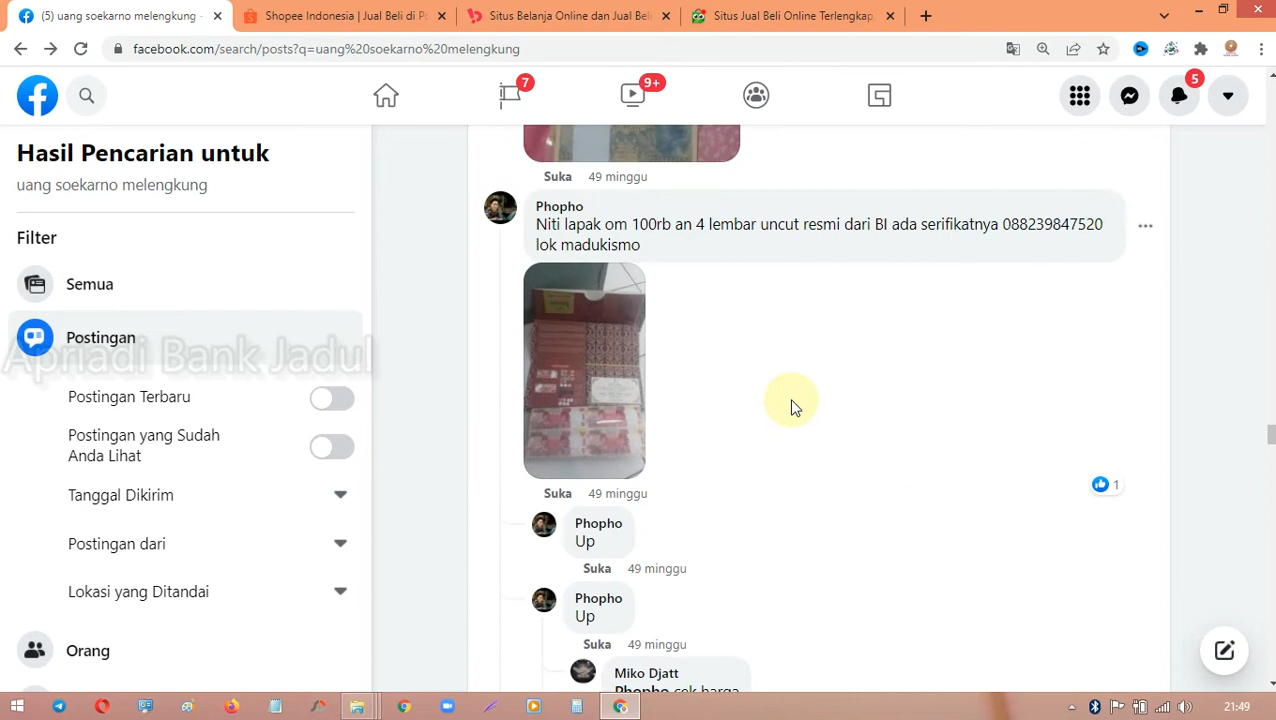 (5) uang soekarno melengkung -
Shopee Indonesia | Jual Beli di P
Situs Belanja Online dan Jual Bel
Situs Jual Beli Online Terlengkap,
facebook.com/search/posts?q=uang%20soekarno%20melengkung
7
9+
5
Hasil Pencarian untuk
uang soekarno melengkung
Filter
Semua
Postingan
Apriadi Bank Jadul
Postingan Terbaru
Postingan yang Sudah
Anda Lihat
Tanggal Dikirim
Postingan dari
Lokasi yang Ditandai
Orang
Suka 49 minggu
Phopho
Niti lapak om 100rb an 4 lembar uncut resmi dari BI ada serifikatnya 088239847520
lok madukismo
Suka 49 minggu
1
Phopho
Up
Suka 49 minggu
Phopho
Up
Suka 49 minggu
Miko Djatt
Phopho cek harga
21:49